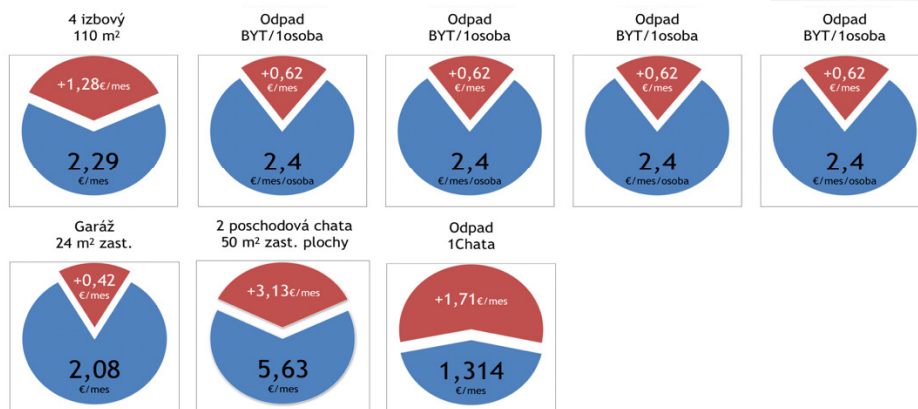 4 izbový
110 m²
+1,28€/mes
2,29
€/mes
Odpad
BYT/1osoba
+0,62
€/mes
2,4
€/mes/osoba
Odpad
BYT/1osoba
+0,62
€/mes
2,4
€/mes/osoba
Odpad
BYT/1osoba
+0,62
€/mes
2,4
€/mes/osoba
Odpad
BYT/1osoba
+0,62
€/mes
2,4
€/mes/osoba
Garáž
24 m² zast.
+0,42
€/mes
2,08
€/mes
2 poschodová chata
50 m² zast. plochy
+3,13€/mes
5,63
€/mes
Odpad
1Chata
+1,71€/mes
1,314
€/mes